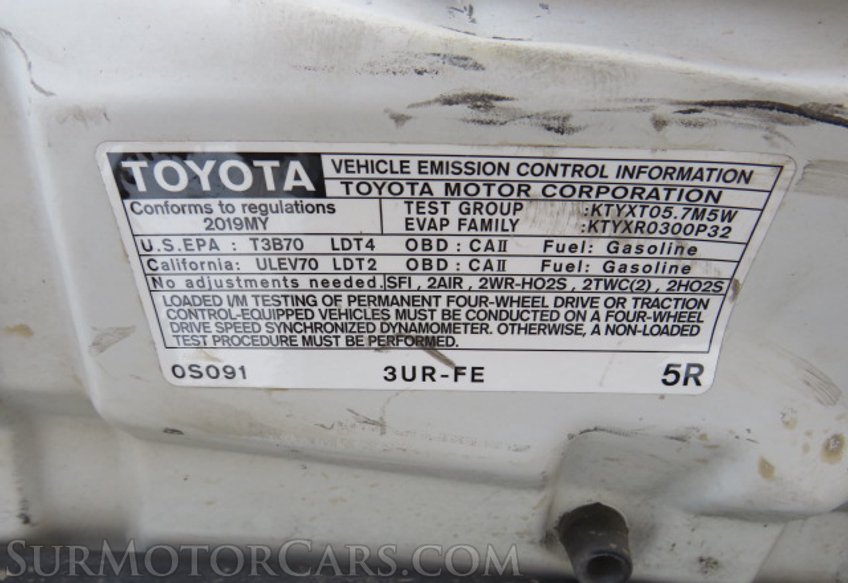 TOYOTA VEHICLE EMISSION CONTROL INFORMATION
TOYOTA MOTOR CORPORATION
Conforms to regulations TEST GROUP :KTYXT05.7M5W
2019MY EVAP FAMILY :KTYXR0300P32
U.S.EPA : T3B70 LDT4 OBD : CAⅡ Fuel: Gasoline
California: ULEV70 LDT2 OBD : CAⅡ Fuel: Gasoline
No adjustments needed. SFI , 2AIR , 2WR-HO2S , 2TWC(2) , 2HO2S
LOADED I/M TESTING OF PERMANENT FOUR-WHEEL DRIVE OR TRACTION
CONTROL-EQUIPPED VEHICLES MUST BE CONDUCTED ON A FOUR-WHEEL
DRIVE SPEED SYNCHRONIZED DYNAMOMETER. OTHERWISE, A NON-LOADED
TEST PROCEDURE MUST BE PERFORMED.
0S091 3UR-FE 5R
SURMOTORCARS.COM